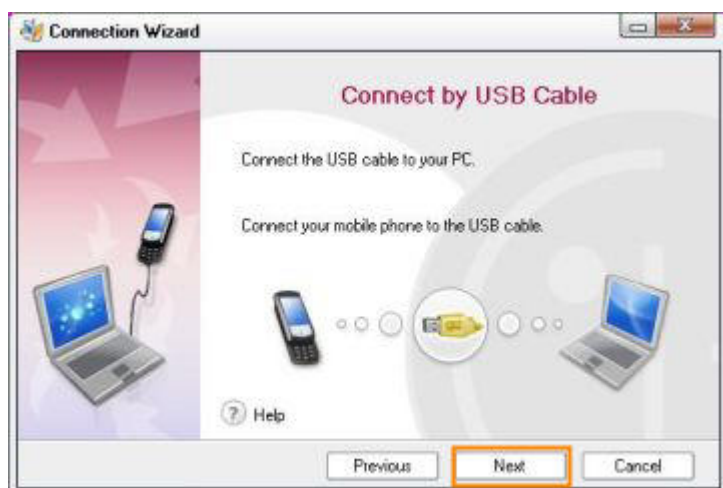 Connection Wizard
Connect by USB Cable
Connect the USB cable to your PC.
Connect your mobile phone to the USB cable.
Help
Previous
Next
Cancel